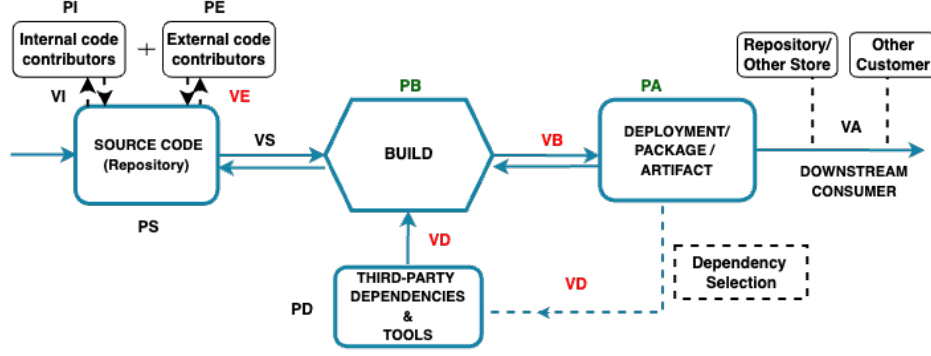 PI
PE
Internal code
contributors
+
External code
contributors
Repository/
Other Store
Other
Customer
VI
VE
PB
PA
SOURCE CODE
(Repository)
VS
BUILD
VB
DEPLOYMENT/
PACKAGE /
ARTIFACT
VA
DOWNSTREAM
CONSUMER
PS
VD
Dependency
Selection
PD
THIRD-PARTY
DEPENDENCIES
&
TOOLS
VD